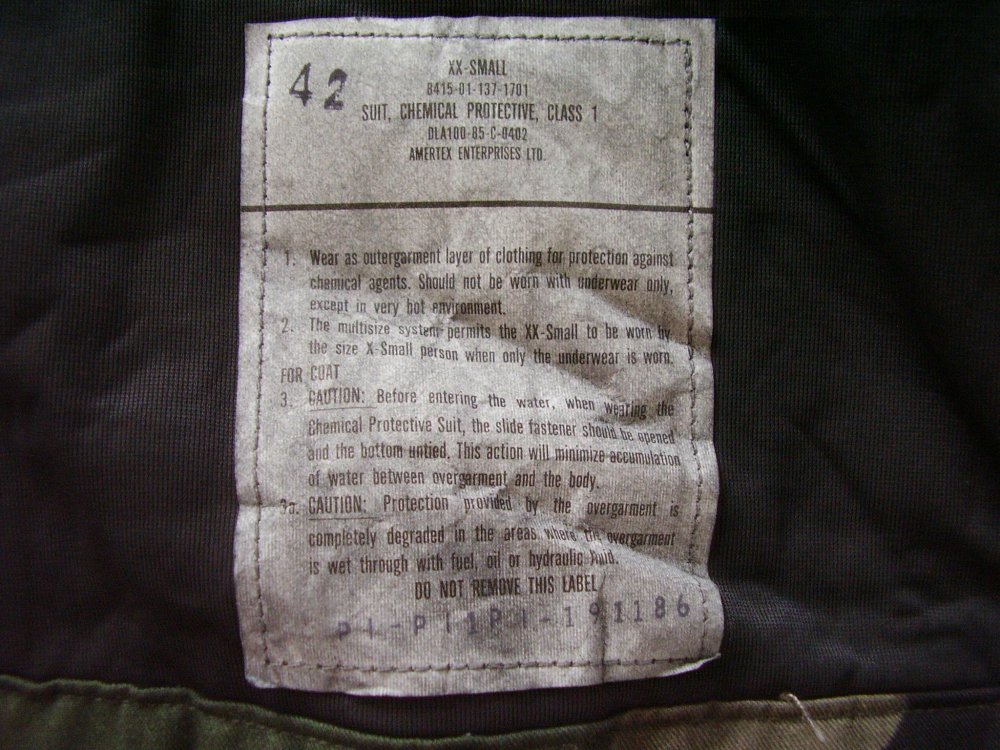 42
XX-SMALL
8415-01-137-1701
SUIT, CHEMICAL PROTECTIVE, CLASS 1
DLA100-85-C-0402
AMERTEX ENTERPRISES LTD.
1. Wear as outergarment layer of clothing for protection against
chemical agents. Should not be worn with underwear only,
except in very hot environment.
2. The multisize system permits the XX-Small to be worn by
the size X-Small person when only the underwear is worn.
FOR COAT
3. CAUTION: Before entering the water, when wearing the
Chemical Protective Suit, the slide fastener should be opened
and the bottom untied. This action will minimize accumulation
of water between overgarment and the body.
3a. CAUTION: Protection provided by the overgarment is
completely degraded in the areas where the overgarment
is wet through with fuel, oil or hydraulic fluid.
DO NOT REMOVE THIS LABEL